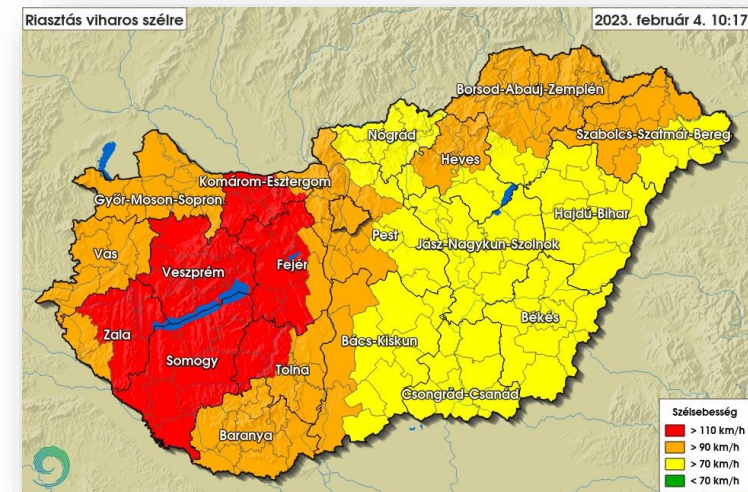 Riasztás viharos szélre
2023. február 4. 10:17
Borsod-Abaúj-Zemplén
Nógrád
Szabolcs-Szatmár-Bereg
Heves
Komárom-Esztergom
Győr-Moson-Sopron
Hajdú-Bihar
Pest
Jász-Nagykun-Szolnok
Vas
Veszprém
Fejér
Békés
Zala
Bács-Kiskun
Somogy
Tolna
Csongrád-Csanád
Baranya
Szélsebesség
> 110 km/h
> 90 km/h
> 70 km/h
< 70 km/h